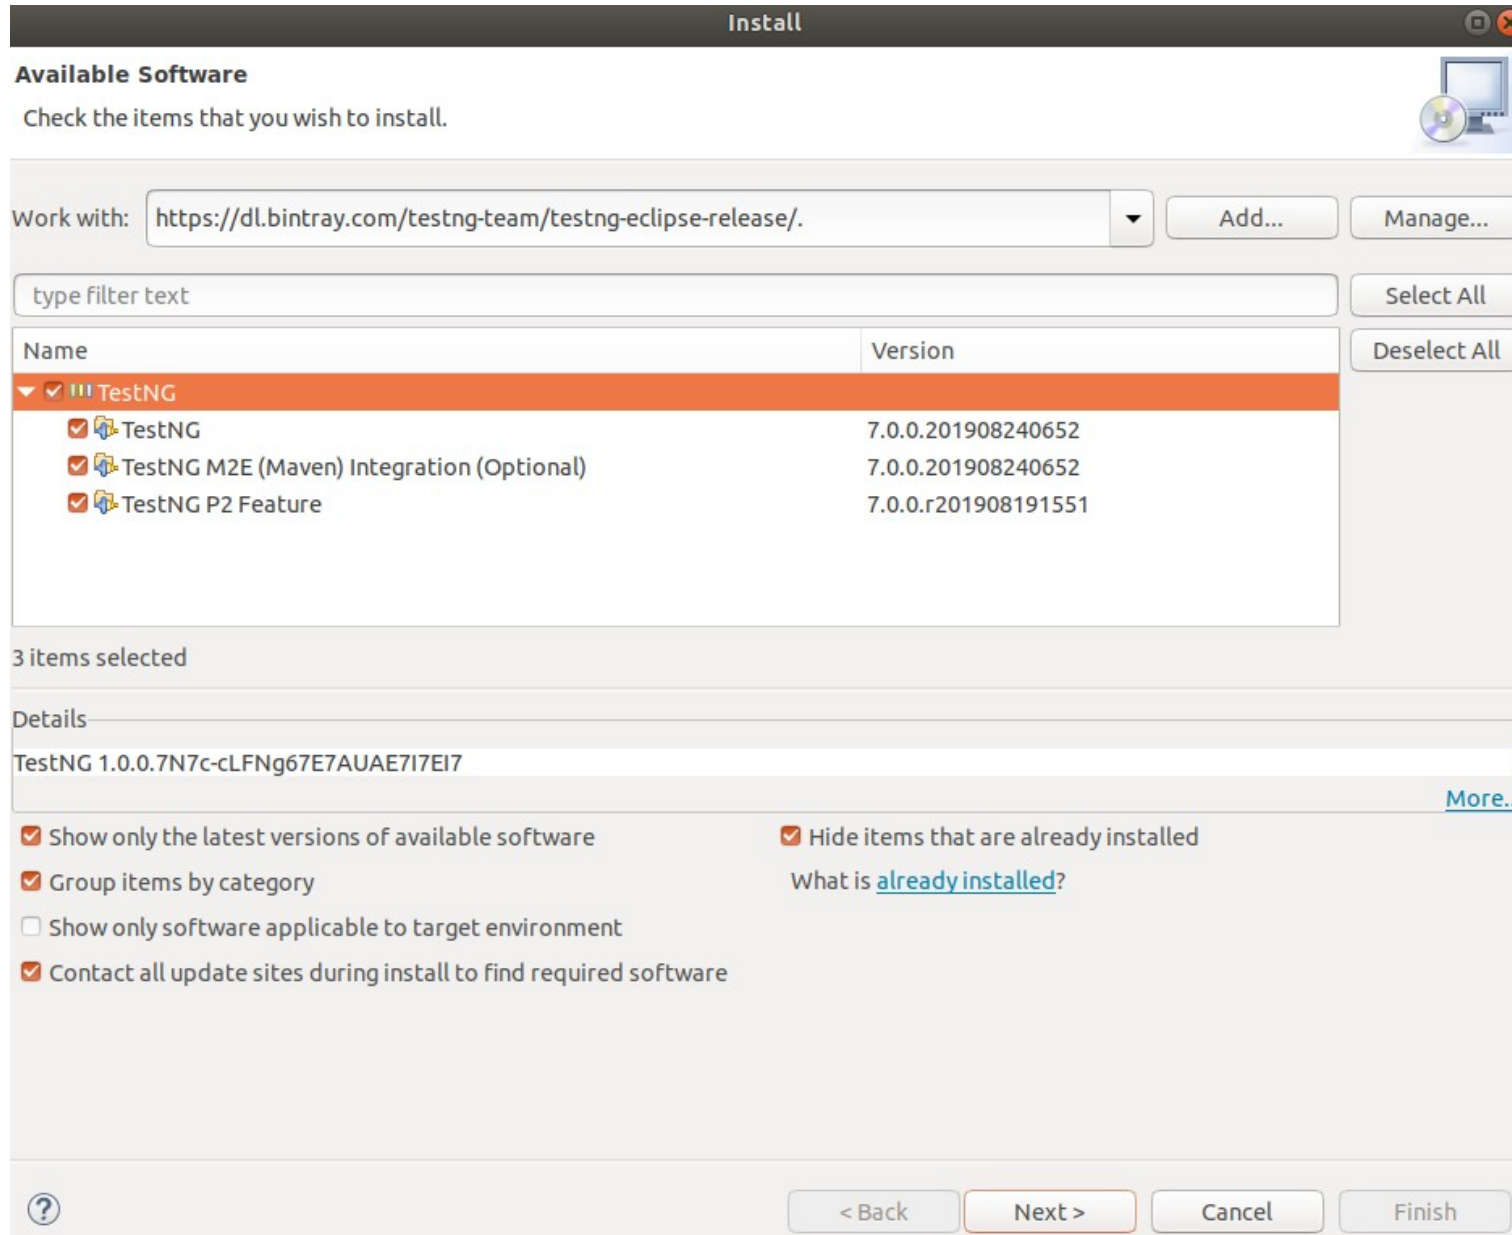 Install
Available Software
Check the items that you wish to install.
Work with: https://dl.bintray.com/testng-team/testng-eclipse-release/. Add... Manage...
type filter text Select All
Name Version Deselect All
TestNG
TestNG 7.0.0.201908240652
TestNG M2E (Maven) Integration (Optional) 7.0.0.201908240652
TestNG P2 Feature 7.0.0.r201908191551
3 items selected
Details
TestNG 1.0.0.7N7c-cLFNg67E7AUAE7I7EI7
More..
Show only the latest versions of available software Hide items that are already installed
Group items by category What is already installed?
Show only software applicable to target environment
Contact all update sites during install to find required software
? < Back Next > Cancel Finish